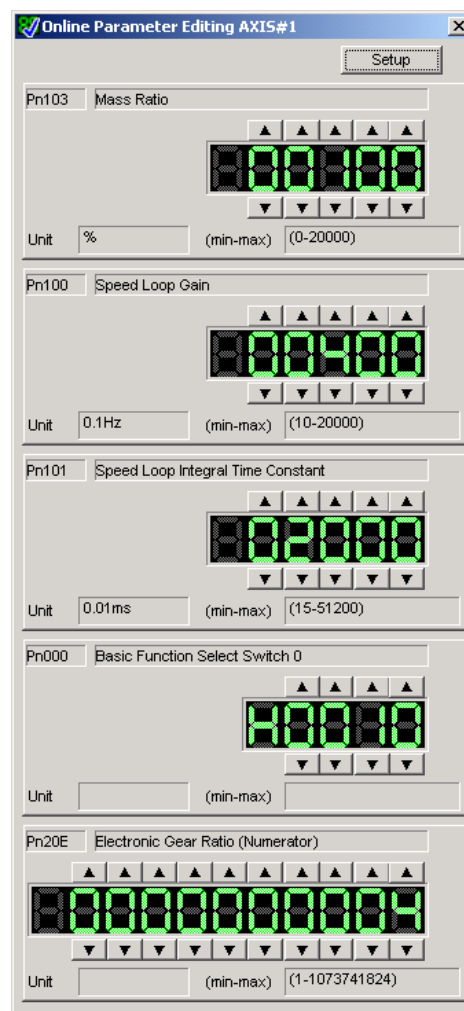 Online Parameter Editing AXIS#1
Setup
Pn103 Mass Ratio
00100
Unit % (min-max) (0-20000)
Pn100 Speed Loop Gain
00400
Unit 0.1Hz (min-max) (10-20000)
Pn101 Speed Loop Integral Time Constant
02000
Unit 0.01ms (min-max) (15-51200)
Pn000 Basic Function Select Switch 0
H0010
Unit (min-max)
Pn20E Electronic Gear Ratio (Numerator)
0000000004
Unit (min-max) (1-1073741824)